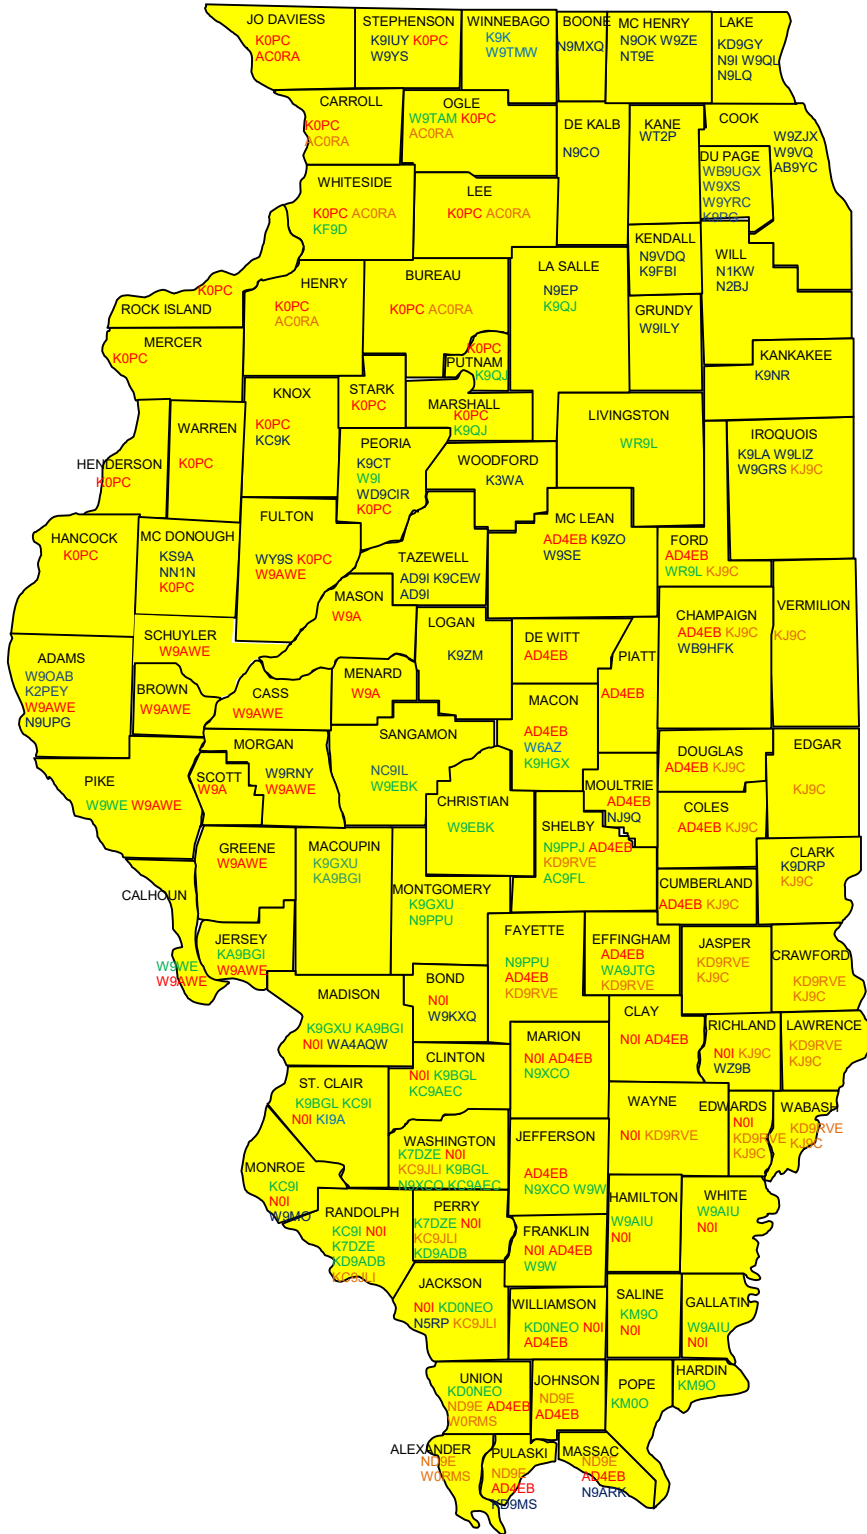 JO DAVIESS
K0PC
AC0RA
STEPHENSON
K9IUY K0PC
W9YS
WINNEBAGO
K9K
W9TMW
BOONE
N9MXQ
MC HENRY
N9OK W9ZE
NT9E
LAKE
KD9GY
N9I W9QL
N9LQ
CARROLL
K0PC
AC0RA
OGLE
W9TAM K0PC
AC0RA
DE KALB
N9CO
KANE
WT2P
COOK
W9ZJX
W9VQ
AB9YC
DU PAGE
WB9UGX
W9XS
W9YRC
K9RC
WHITESIDE
K0PC AC0RA
KF9D
LEE
K0PC AC0RA
KENDALL
N9VDQ
K9FBI
WILL
N1KW
N2BJ
ROCK ISLAND
K0PC
HENRY
K0PC
AC0RA
BUREAU
K0PC AC0RA
LA SALLE
N9EP
K9QJ
GRUNDY
W9ILY
MERCER
K0PC
PUTNAM
K0PC
K9QJ
KANKAKEE
K9NR
KNOX
K0PC
KC9K
STARK
K0PC
MARSHALL
K0PC
K9QJ
LIVINGSTON
WR9L
HENDERSON
K0PC
WARREN
K0PC
PEORIA
K9CT
W9I
WD9CIR
K0PC
WOODFORD
K3WA
IROQUOIS
K9LA W9LIZ
W9GRS KJ9C
HANCOCK
K0PC
MC DONOUGH
KS9A
NN1N
K0PC
FULTON
WY9S K0PC
W9AWE
TAZEWELL
AD9I K9CEW
AD9I
MC LEAN
AD4EB K9ZO
W9SE
FORD
AD4EB
WR9L KJ9C
MASON
W9A
LOGAN
K9ZM
DE WITT
AD4EB
PIATT
AD4EB
CHAMPAIGN
AD4EB KJ9C
WB9HFK
VERMILION
KJ9C
SCHUYLER
W9AWE
ADAMS
W9OAB
K2PEY
W9AWE
N9UPG
BROWN
W9AWE
CASS
W9AWE
MENARD
W9A
MACON
AD4EB
W6AZ
K9HGX
SANGAMON
NC9IL
W9EBK
MORGAN
W9RNY
W9AWE
SCOTT
W9A
PIKE
W9WE W9AWE
CHRISTIAN
W9EBK
MOULTRIE
AD4EB
NJ9Q
DOUGLAS
AD4EB KJ9C
EDGAR
KJ9C
COLES
AD4EB KJ9C
SHELBY
N9PPJ AD4EB
KD9RVE
AC9FL
GREENE
W9AWE
MACOUPIN
K9GXU
KA9BGI
MONTGOMERY
K9GXU
N9PPU
CLARK
K9DRP
KJ9C
CUMBERLAND
AD4EB KJ9C
CALHOUN
W9WE
W9AWE
JERSEY
KA9BGI
W9AWE
FAYETTE
N9PPU
AD4EB
KD9RVE
EFFINGHAM
AD4EB
WA9JTG
KD9RVE
JASPER
KD9RVE
KJ9C
CRAWFORD
KD9RVE
KJ9C
MADISON
K9GXU KA9BGI
N0I WA4AQW
BOND
N0I
W9KXQ
CLAY
N0I AD4EB
RICHLAND
N0I KJ9C
WZ9B
LAWRENCE
KD9RVE
KJ9C
CLINTON
N0I K9BGL
KC9AEC
MARION
N0I AD4EB
N9XCO
ST. CLAIR
K9BGL KC9I
N0I KI9A
WAYNE
N0I KD9RVE
EDWARDS
N0I
KD9RVE
KJ9C
WABASH
KD9RVE
KJ9C
WASHINGTON
K7DZE N0I
KC9JLI K9BGL
N9XCO KC9AEC
JEFFERSON
AD4EB
N9XCO W9W
MONROE
KC9I
N0I
W9MO
RANDOLPH
KC9I N0I
K7DZE
KD9ADB
KC9JLI
PERRY
K7DZE N0I
KC9JLI
KD9ADB
FRANKLIN
N0I AD4EB
W9W
HAMILTON
W9AIU
N0I
WHITE
W9AIU
N0I
JACKSON
N0I KD0NEO
N5RP KC9JLI
WILLIAMSON
KD0NEO N0I
AD4EB
SALINE
KM9O
N0I
GALLATIN
W9AIU
N0I
UNION
KD0NEO
ND9E AD4EB
W0RMS
JOHNSON
ND9E
AD4EB
POPE
KM0O
HARDIN
KM9O
ALEXANDER
ND9E
W0RMS
PULASKI
ND9E
AD4EB
KD9MS
MASSAC
ND9E
AD4EB
N9ARK